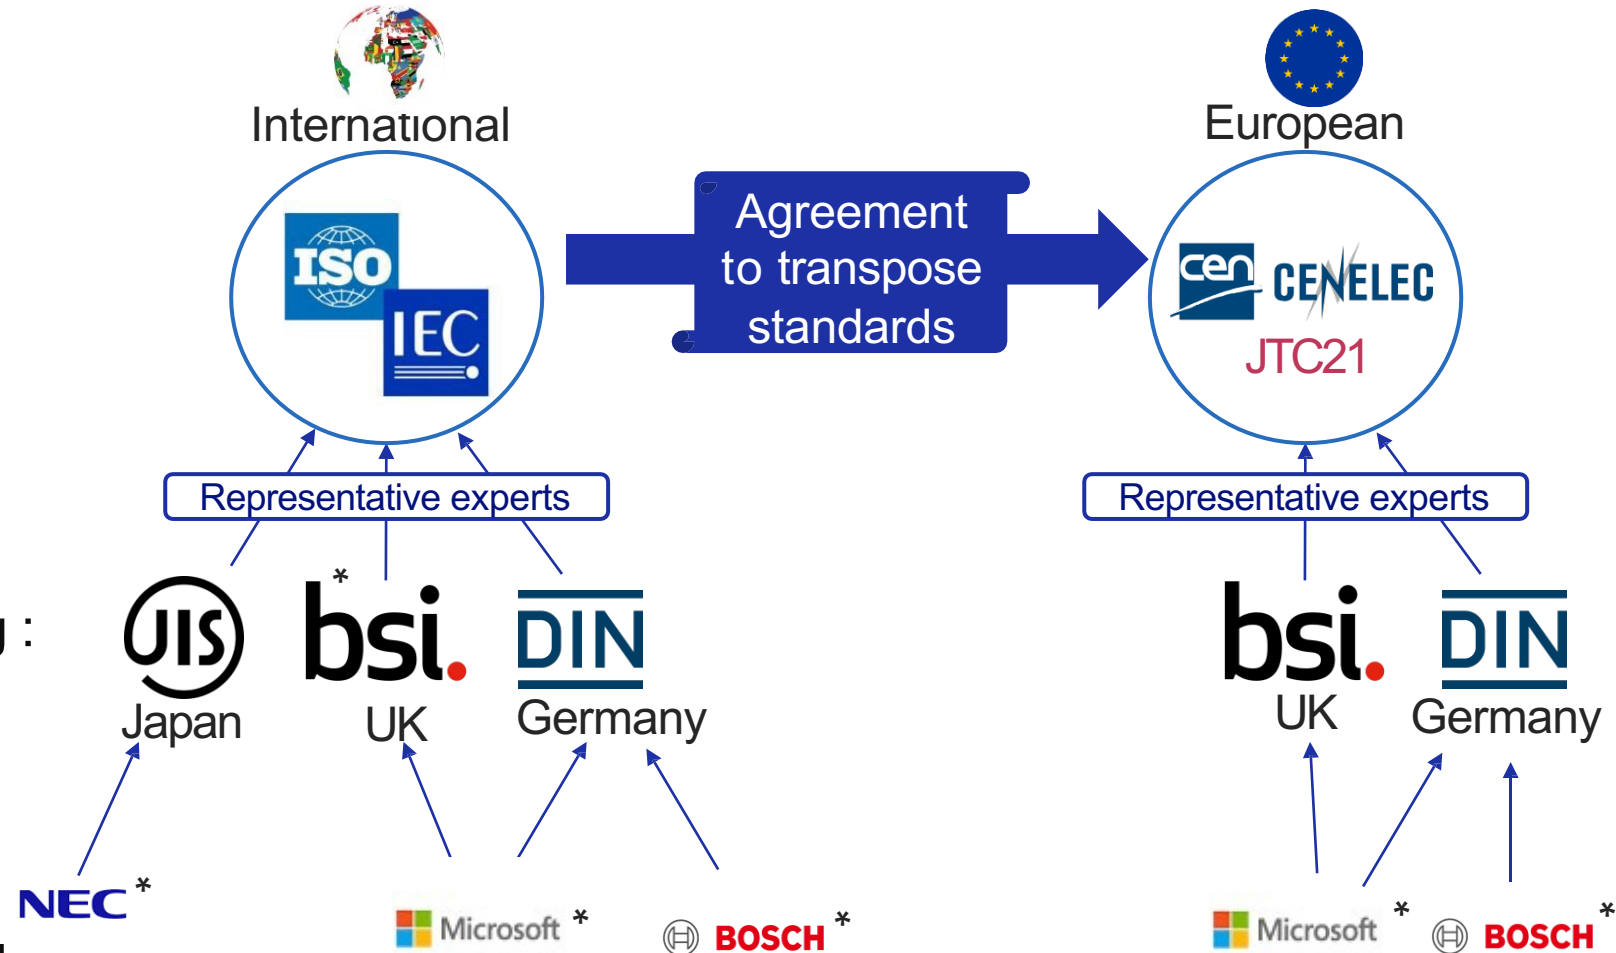 International
European
ISO
IEC
Agreement
to transpose
standards
cen
CENELEC
JTC21
Representative experts
Representative experts
*
:
JIS
bsi.
DIN
bsi.
DIN
Japan
UK
Germany
UK
Germany
NEC *
Microsoft *
BOSCH *
Microsoft *
BOSCH *